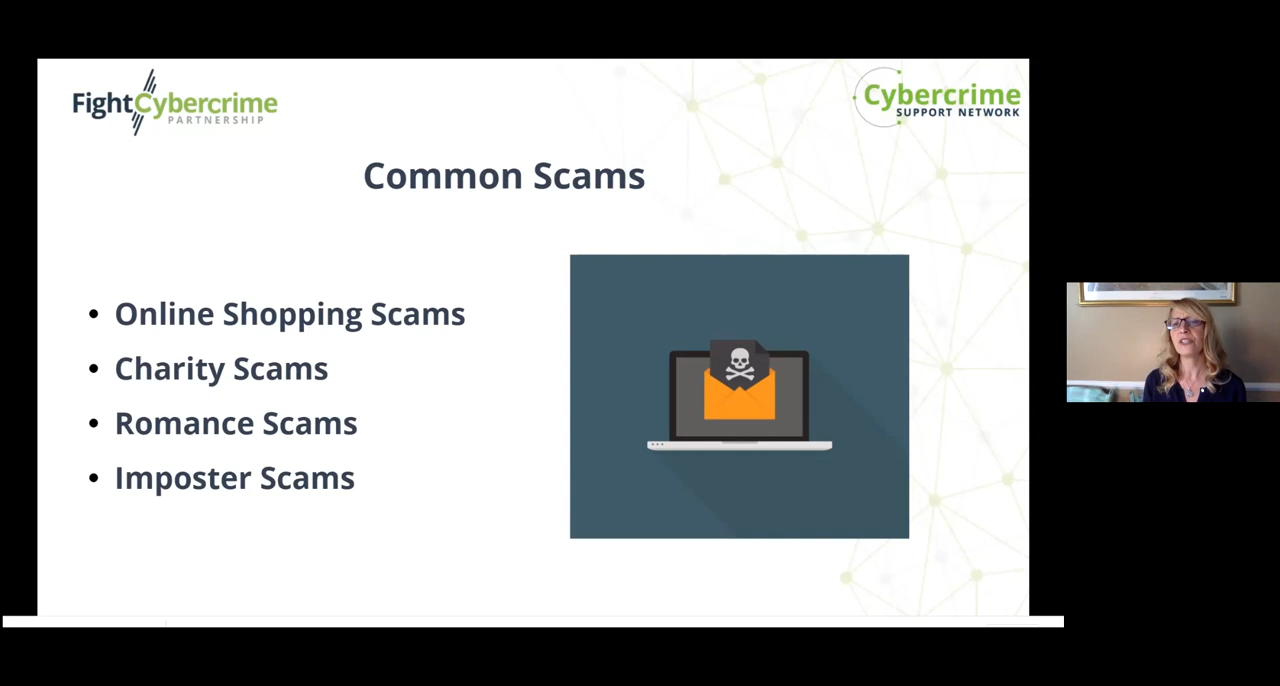 FightCybercrime
PARTNERSHIP
Cybercrime
SUPPORT NETWORK
Common Scams
• Online Shopping Scams
• Charity Scams
• Romance Scams
• Imposter Scams